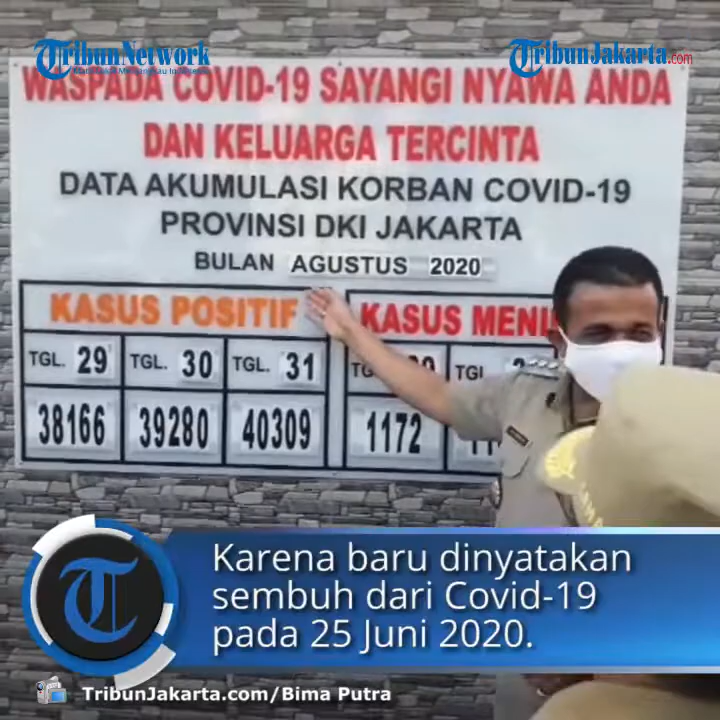 TribunNetwork
TribunJakarta.com
WASPADA COVID-19 SAYANGI NYAWA ANDA
DAN KELUARGA TERCINTA
DATA AKUMULASI KORBAN COVID-19
PROVINSI DKI JAKARTA
BULAN AGUSTUS 2020
KASUS POSITIF
KASUS MENI
TGL. 29 TGL. 30 TGL. 31
TGL
38166 39280 40309 1172
Karena baru dinyatakan
sembuh dari Covid-19
pada 25 Juni 2020.
TribunJakarta.com/Bima Putra